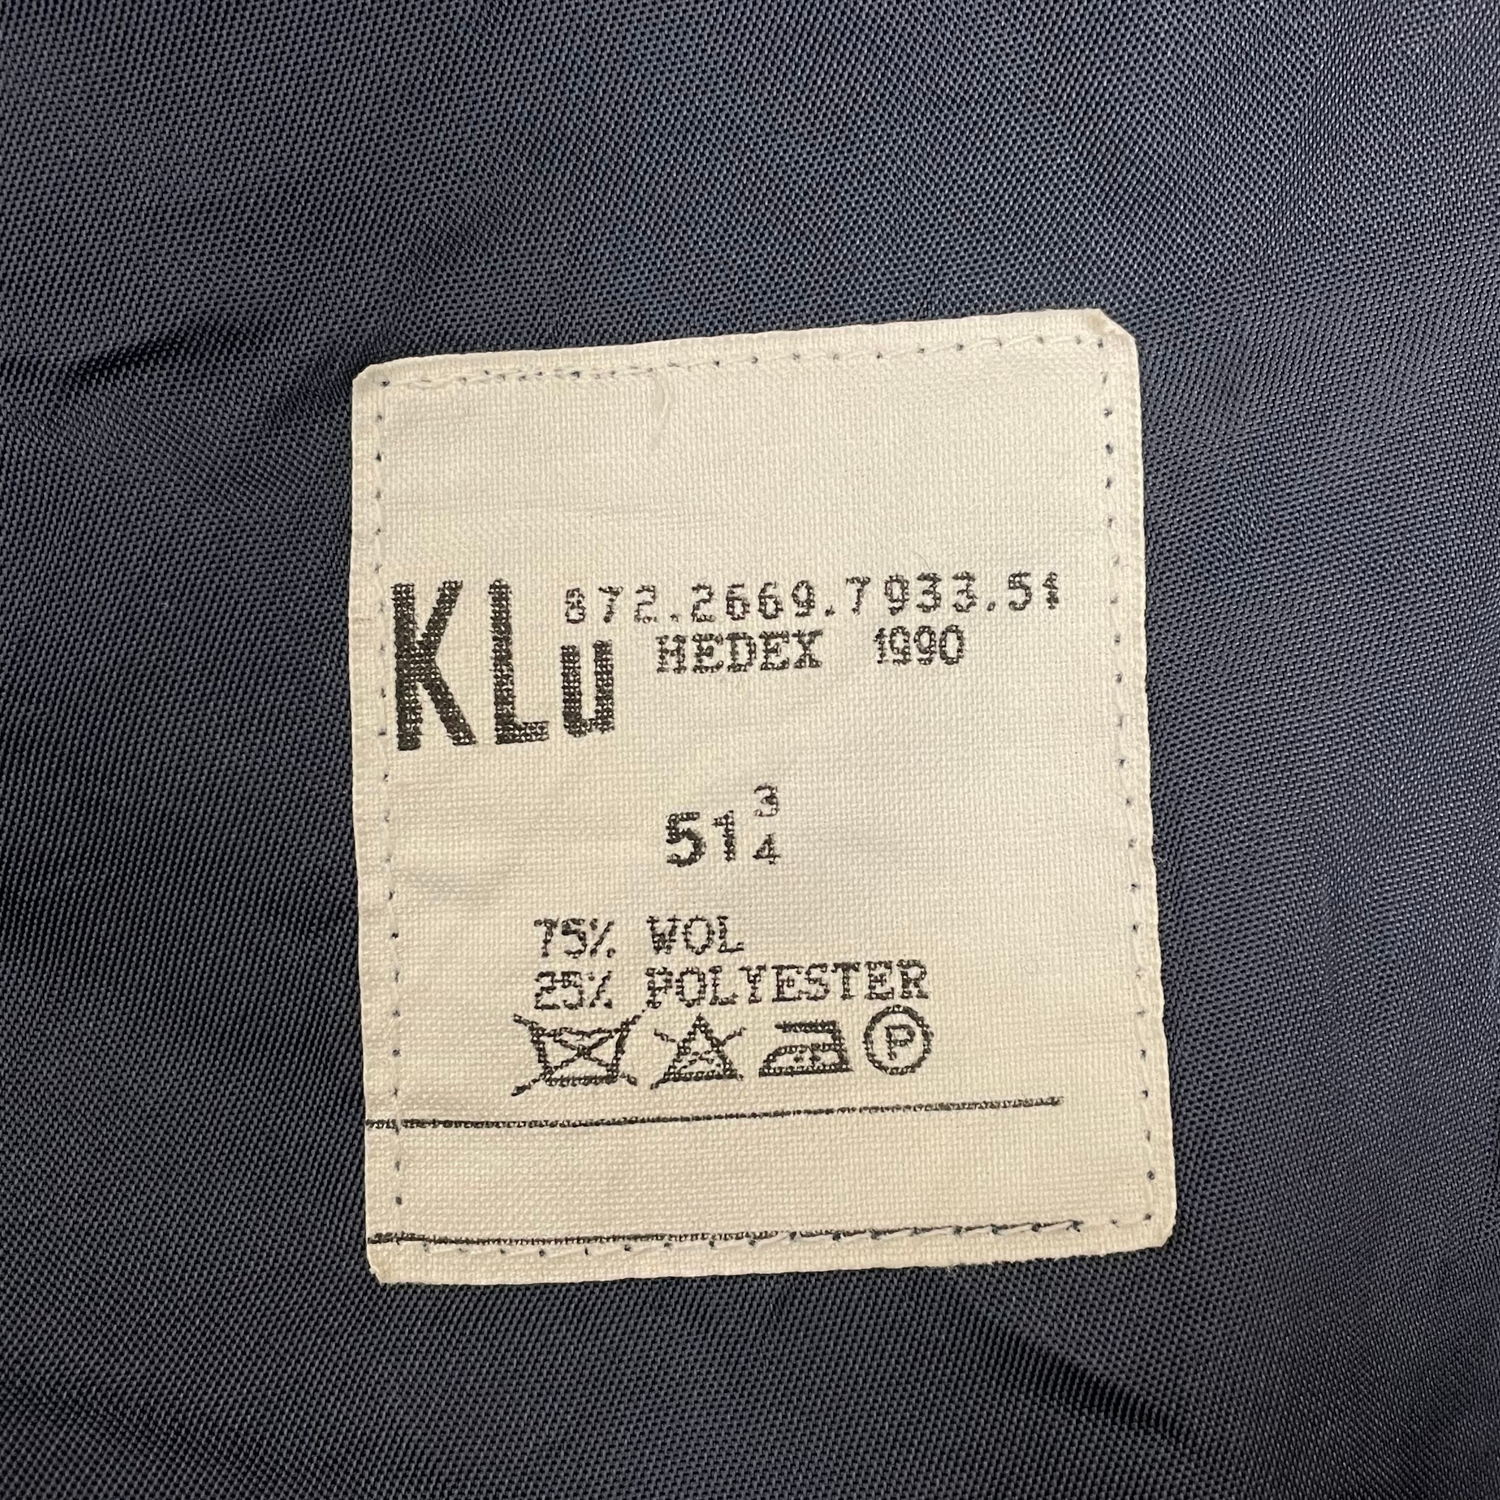 KLu
872.2669.7933.51
HEDEX 1990
51 3/4
75% WOL
25% POLYESTER
P